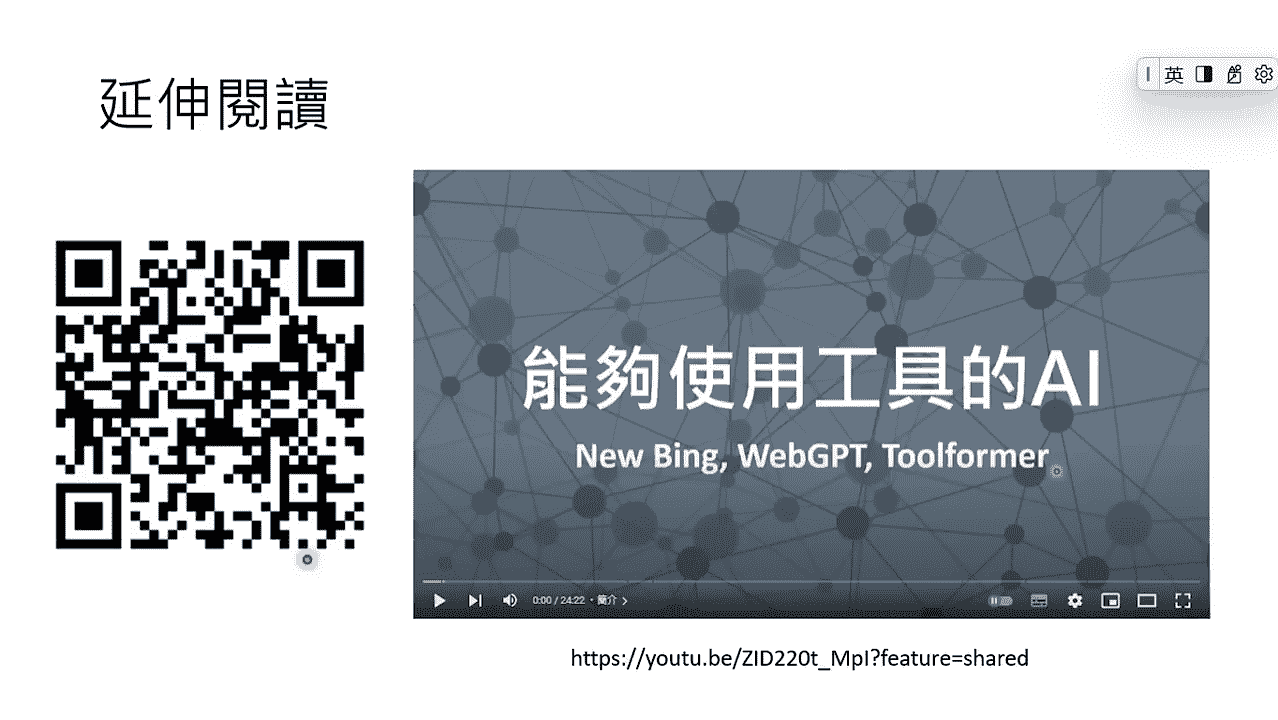 延伸閱讀
英
能夠使用工具的AI
New Bing, WebGPT, Toolformer
0:00 / 24:22 • 簡介
https://youtu.be/ZID220t_MpI?feature=shared